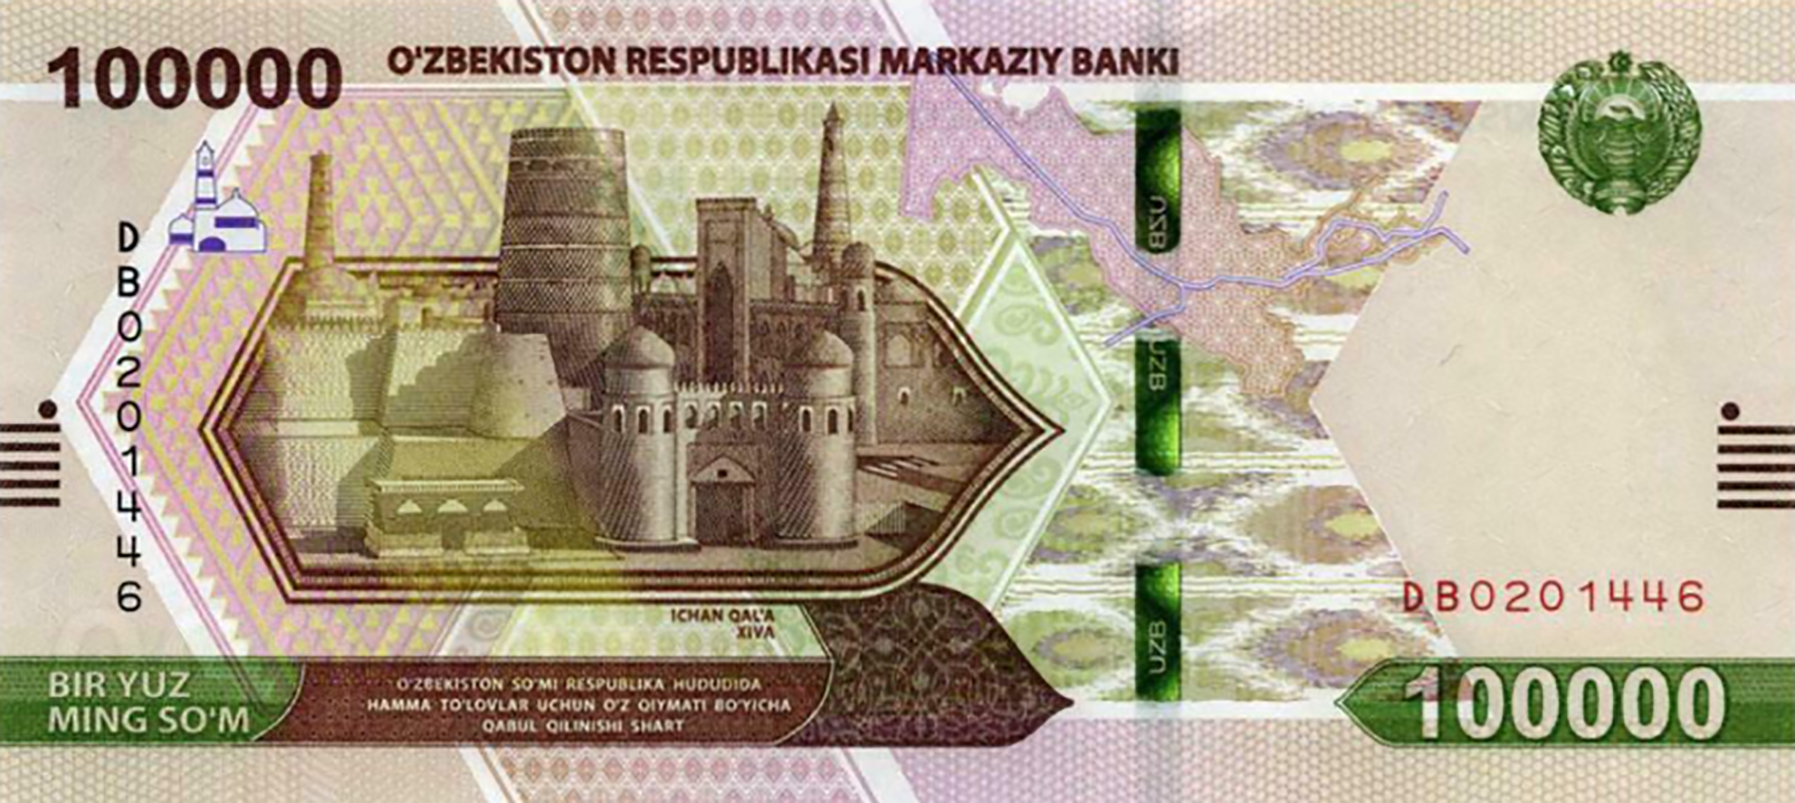 100000
O'ZBEKISTON RESPUBLIKASI MARKAZIY BANKI
DB0201446
UZB
UZB
UZB
DB0201446
ICHAN QAL'A
XIVA
BIR YUZ
MING SO'M
O'ZBEKISTON SO'MI RESPUBLIKA HUDUDIDA
HAMMA TO'LOVLAR UCHUN O'Z QIYMATI BO'YICHA
QABUL QILINISHI SHART
100000